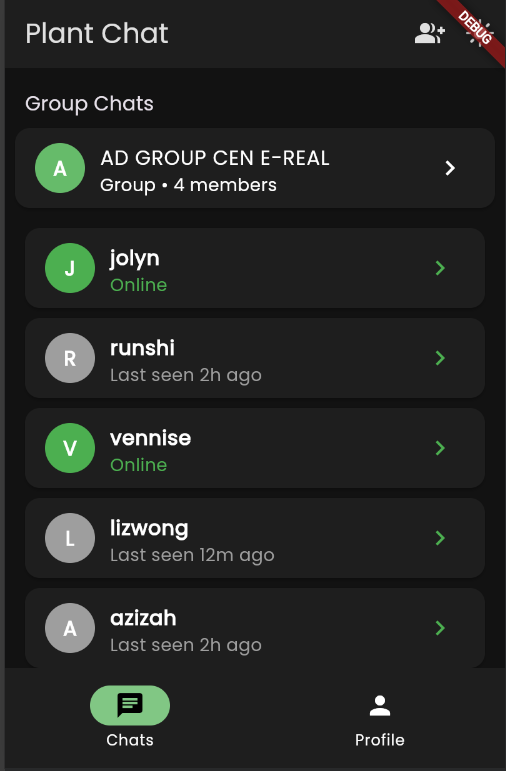 Plant Chat
DEBUG
Group Chats
A
AD GROUP CEN E-REAL
Group • 4 members
J
jolyn
Online
R
runshi
Last seen 2h ago
V
vennise
Online
L
lizwong
Last seen 12m ago
A
azizah
Last seen 2h ago
Chats
Profile